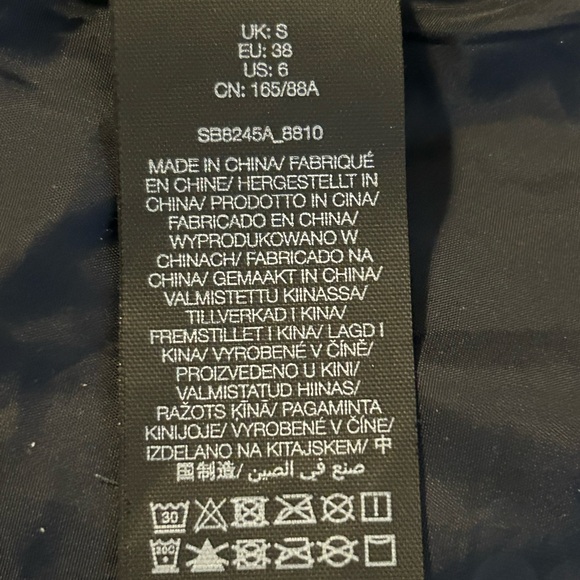 UK: S
EU: 38
US: 6
CN: 165/88A
SB8245A_8810
MADE IN CHINA/ FABRIQUÉ
EN CHINE/ HERGESTELLT IN
CHINA/ PRODOTTO IN CINA/
FABRICADO EN CHINA/
WYPRODUKOWANO W
CHINACH/ FABRICADO NA
CHINA/ GEMAAKT IN CHINA/
VALMISTETTU KIINASSA/
TILLVERKAD I KINA/
FREMSTILLET I KINA/ LAGD I
KINA/ VYROBENÉ V ČÍNĚ/
PROIZVEDENO U KINI/
VALMISTATUD HIINAS/
RAŽOTS ĶĪNĀ/ PAGAMINTA
KINIJOJE/ VYROBENÉ V ČÍNE/
IZDELANO NA KITAJSKEM/ 中
国制造/ صنع في الصين
30